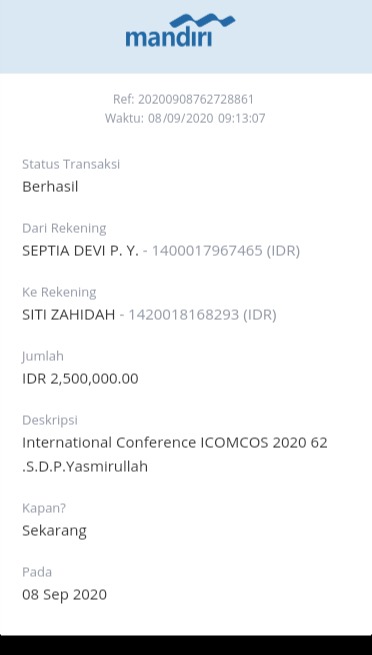 mandiri
Ref: 20200908762728861
Waktu: 08/09/2020 09:13:07
Status Transaksi
Berhasil
Dari Rekening
SEPTIA DEVI P. Y. - 1400017967465 (IDR)
Ke Rekening
SITI ZAHIDAH - 1420018168293 (IDR)
Jumlah
IDR 2,500,000.00
Deskripsi
International Conference ICOMCOS 2020 62
.S.D.P.Yasmirullah
Kapan?
Sekarang
Pada
08 Sep 2020